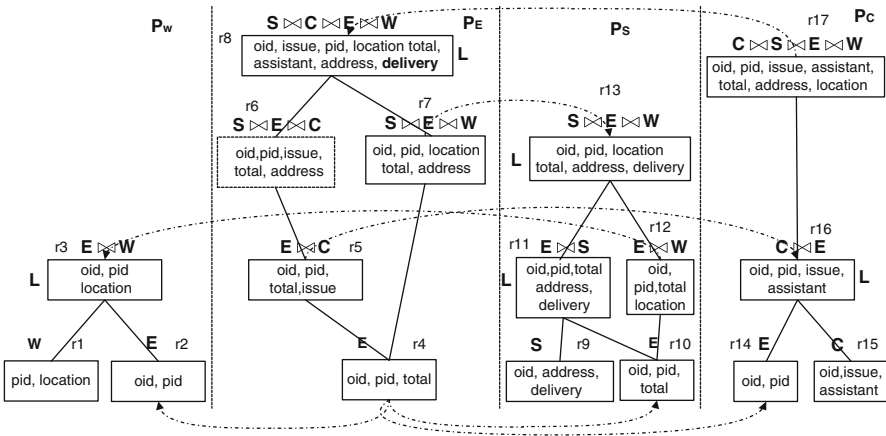 r17
S ⋈ C ⋈ E ⋈ W
P_W
P_E
P_S
P_C
r8
C ⋈ S ⋈ E ⋈ W
oid, issue, pid, location total,
assistant, address, delivery
L
oid, pid, issue, assistant,
total, address, location
r6
r7
r13
S ⋈ E ⋈ C
S ⋈ E ⋈ W
S ⋈ E ⋈ W
oid,pid,issue,
total, address
oid, pid, location
total, address
L
oid, pid, location
total, address, delivery
r3
E ⋈ W
E ⋈ C
r5
r11
E ⋈ S
r12
E ⋈ W
r16
C ⋈ E
L
oid, pid
location
oid, pid,
total,issue
L
oid,pid,total
address,
delivery
oid,
pid,total
location
oid, pid, issue,
assistant
L
W
r1
E
r2
E
r4
S
r9
E
r10
r14
E
C
r15
pid, location
oid, pid
oid, pid, total
oid, address,
delivery
oid, pid,
total
oid, pid
oid,issue,
assistant